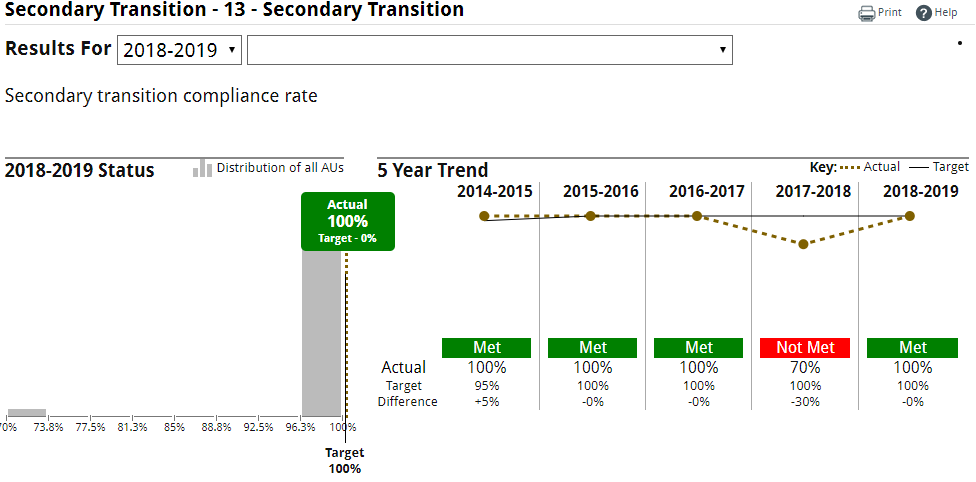 Secondary Transition - 13 - Secondary Transition
Print
Help
Results For 2018-2019
Secondary transition compliance rate
2018-2019 Status
Distribution of all AUs
Actual
100%
Target - 0%
70% 73.8% 77.5% 81.3% 85% 88.8% 92.5% 96.3% 100%
Target
100%
5 Year Trend
Key: Actual Target
2014-2015 2015-2016 2016-2017 2017-2018 2018-2019
Met Met Met Not Met Met
Actual 100% 100% 100% 70% 100%
Target 95% 100% 100% 100% 100%
Difference +5% -0% -0% -30% -0%